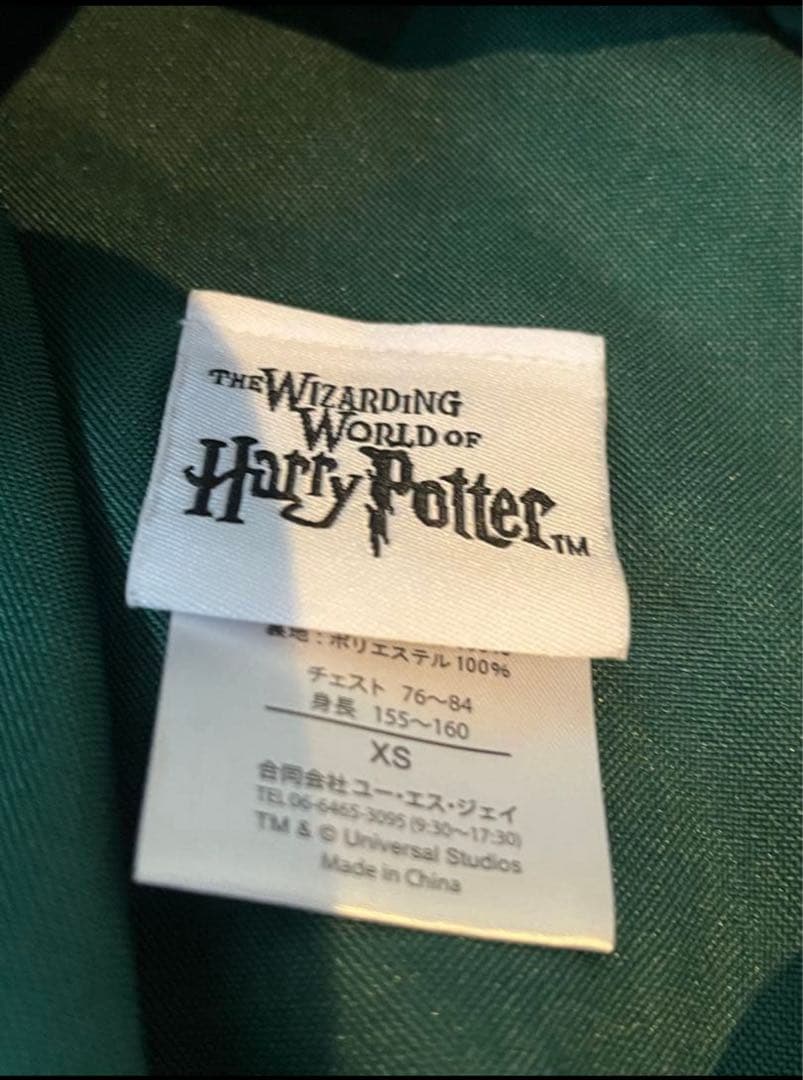 THE WIZARDING
WORLD OF
Harry Potter TM
裏地：ポリエステル 100%
チェスト 76～84
身長 155～160
XS
合同会社ユー・エス・ジェイ
TEL 06-6465-3095 (9:30～17:30)
TM & © Universal Studios
Made in China